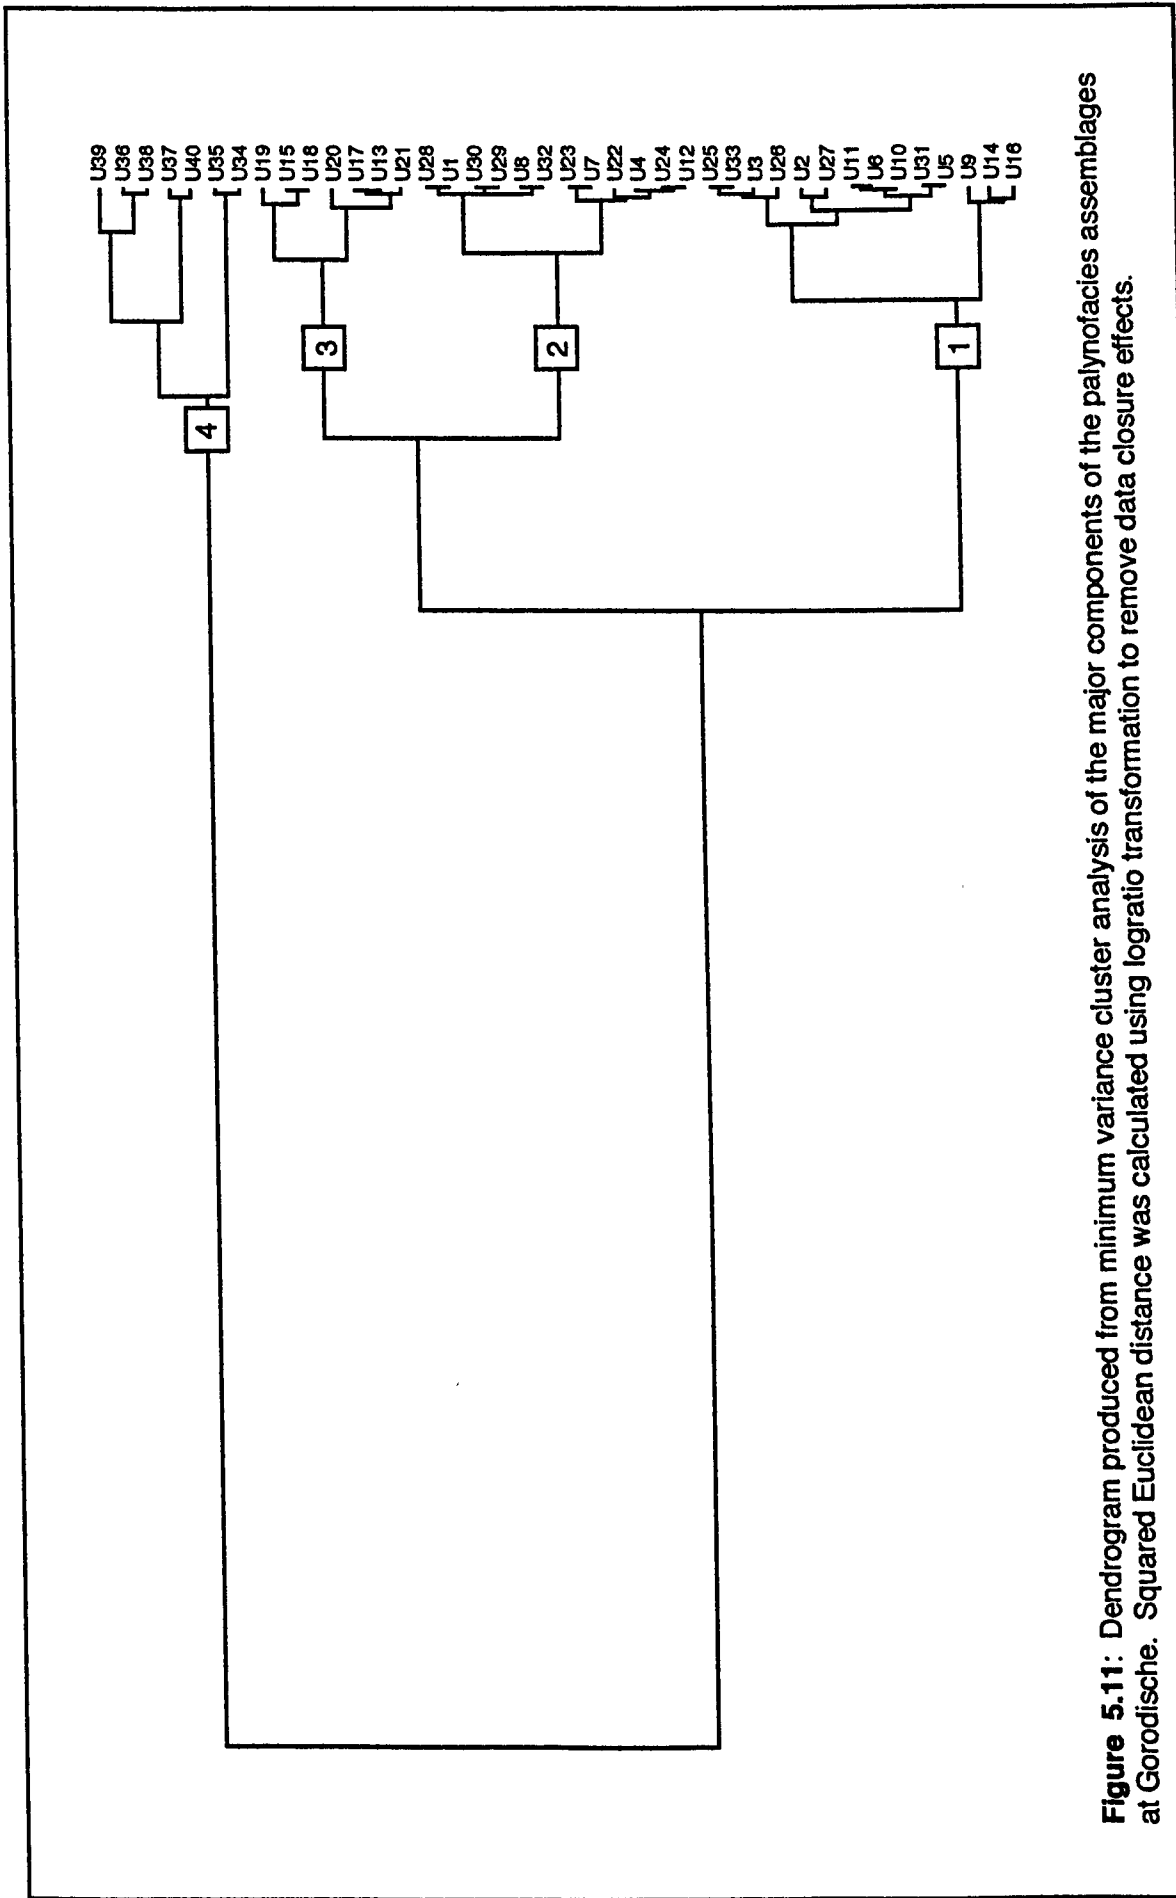 U39
U36
U38
U37
U40
U35
U34
U19
U15
U18
U20
U17
U13
U21
U28
U1
U30
U29
U8
U32
U23
U7
U22
U4
U24
U12
U25
U33
U3
U26
U2
U27
U11
U6
U10
U31
U5
U9
U14
U16
4
3
2
1
Figure 5.11: Dendrogram produced from minimum variance cluster analysis of the major components of the palynofacies assemblages
at Gorodische. Squared Euclidean distance was calculated using logratio transformation to remove data closure effects.